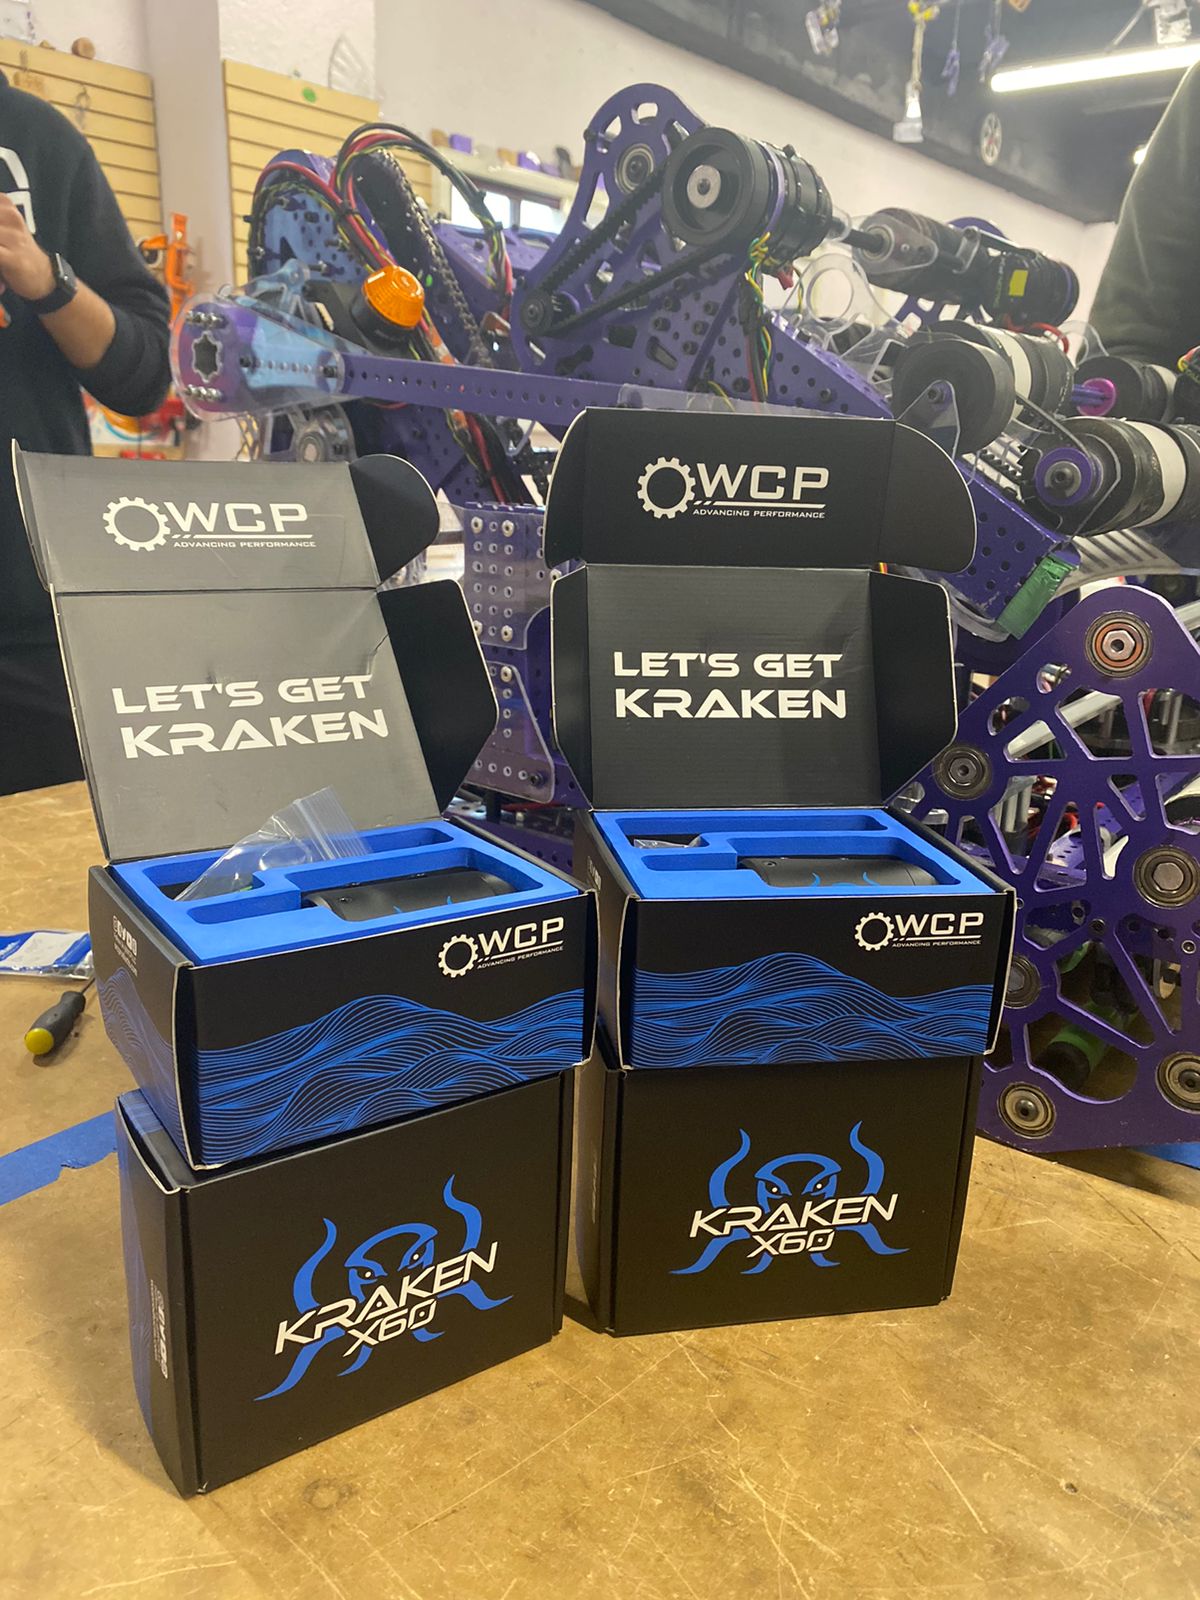 WCP
ADVANCING PERFORMANCE
LET'S GET
KRAKEN
WCP
ADVANCING PERFORMANCE
LET'S GET
KRAKEN
WCP
ADVANCING PERFORMANCE
WCP
ADVANCING PERFORMANCE
KRAKEN
X60
KRAKEN
X60